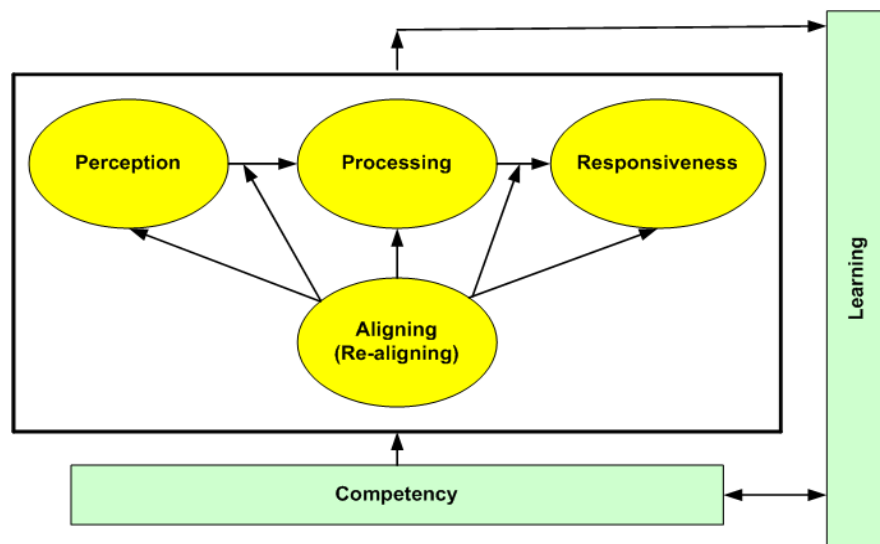 Perception
Processing
Responsiveness
Aligning
(Re-aligning)
Competency
Learning